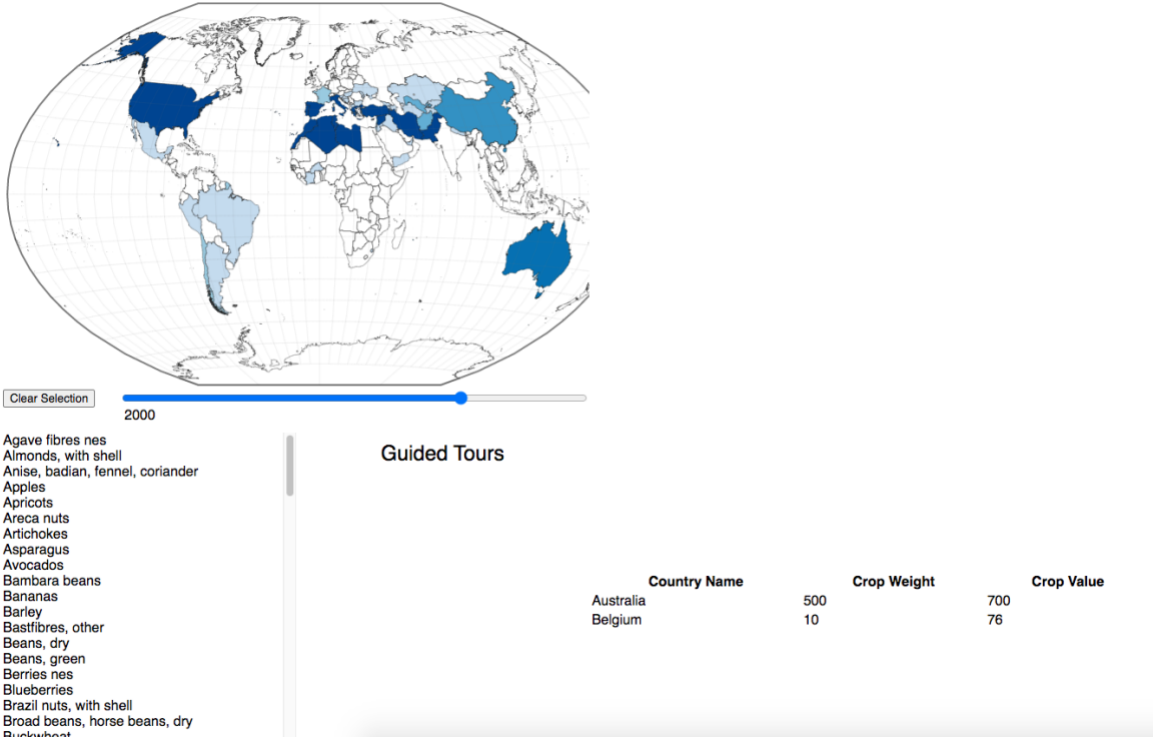 Clear Selection
2000
Agave fibres nes
Almonds, with shell
Anise, badian, fennel, coriander
Apples
Apricots
Areca nuts
Artichokes
Asparagus
Avocados
Bambara beans
Bananas
Barley
Bastfibres, other
Beans, dry
Beans, green
Berries nes
Blueberries
Brazil nuts, with shell
Broad beans, horse beans, dry
Buckwheat
Guided Tours
Country Name Crop Weight Crop Value
Australia 500 700
Belgium 10 76